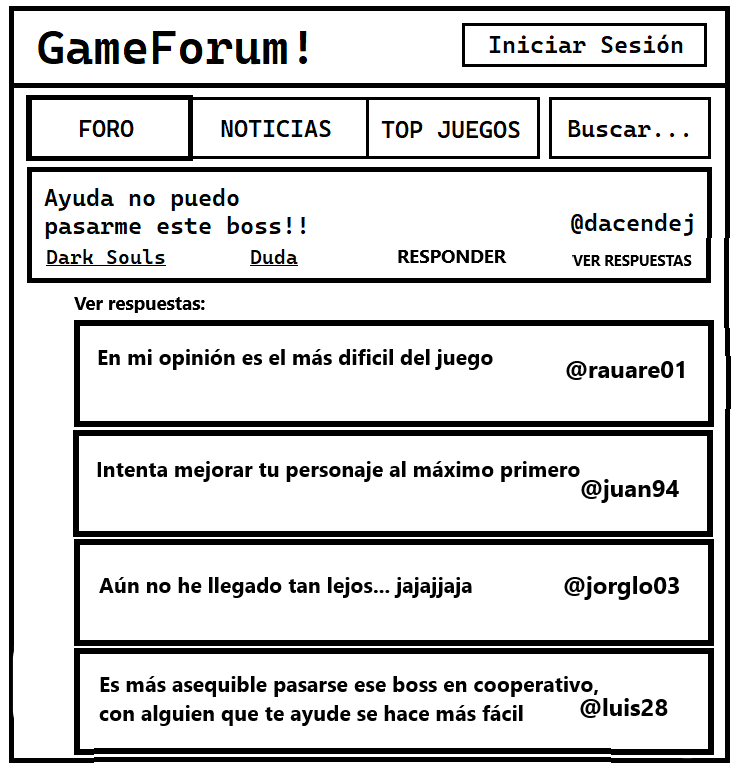 GameForum!
Iniciar Sesión
FORO
NOTICIAS
TOP JUEGOS
Buscar...
Ayuda no puedo
pasarme este boss!!
@dacendej
Dark Souls
Duda
RESPONDER
VER RESPUESTAS
Ver respuestas:
En mi opinión es el más dificil del juego
@rauare01
Intenta mejorar tu personaje al máximo primero
@juan94
Aún no he llegado tan lejos... jajajjaja
@jorglo03
Es más asequible pasarse ese boss en cooperativo,
con alguien que te ayude se hace más fácil
@luis28